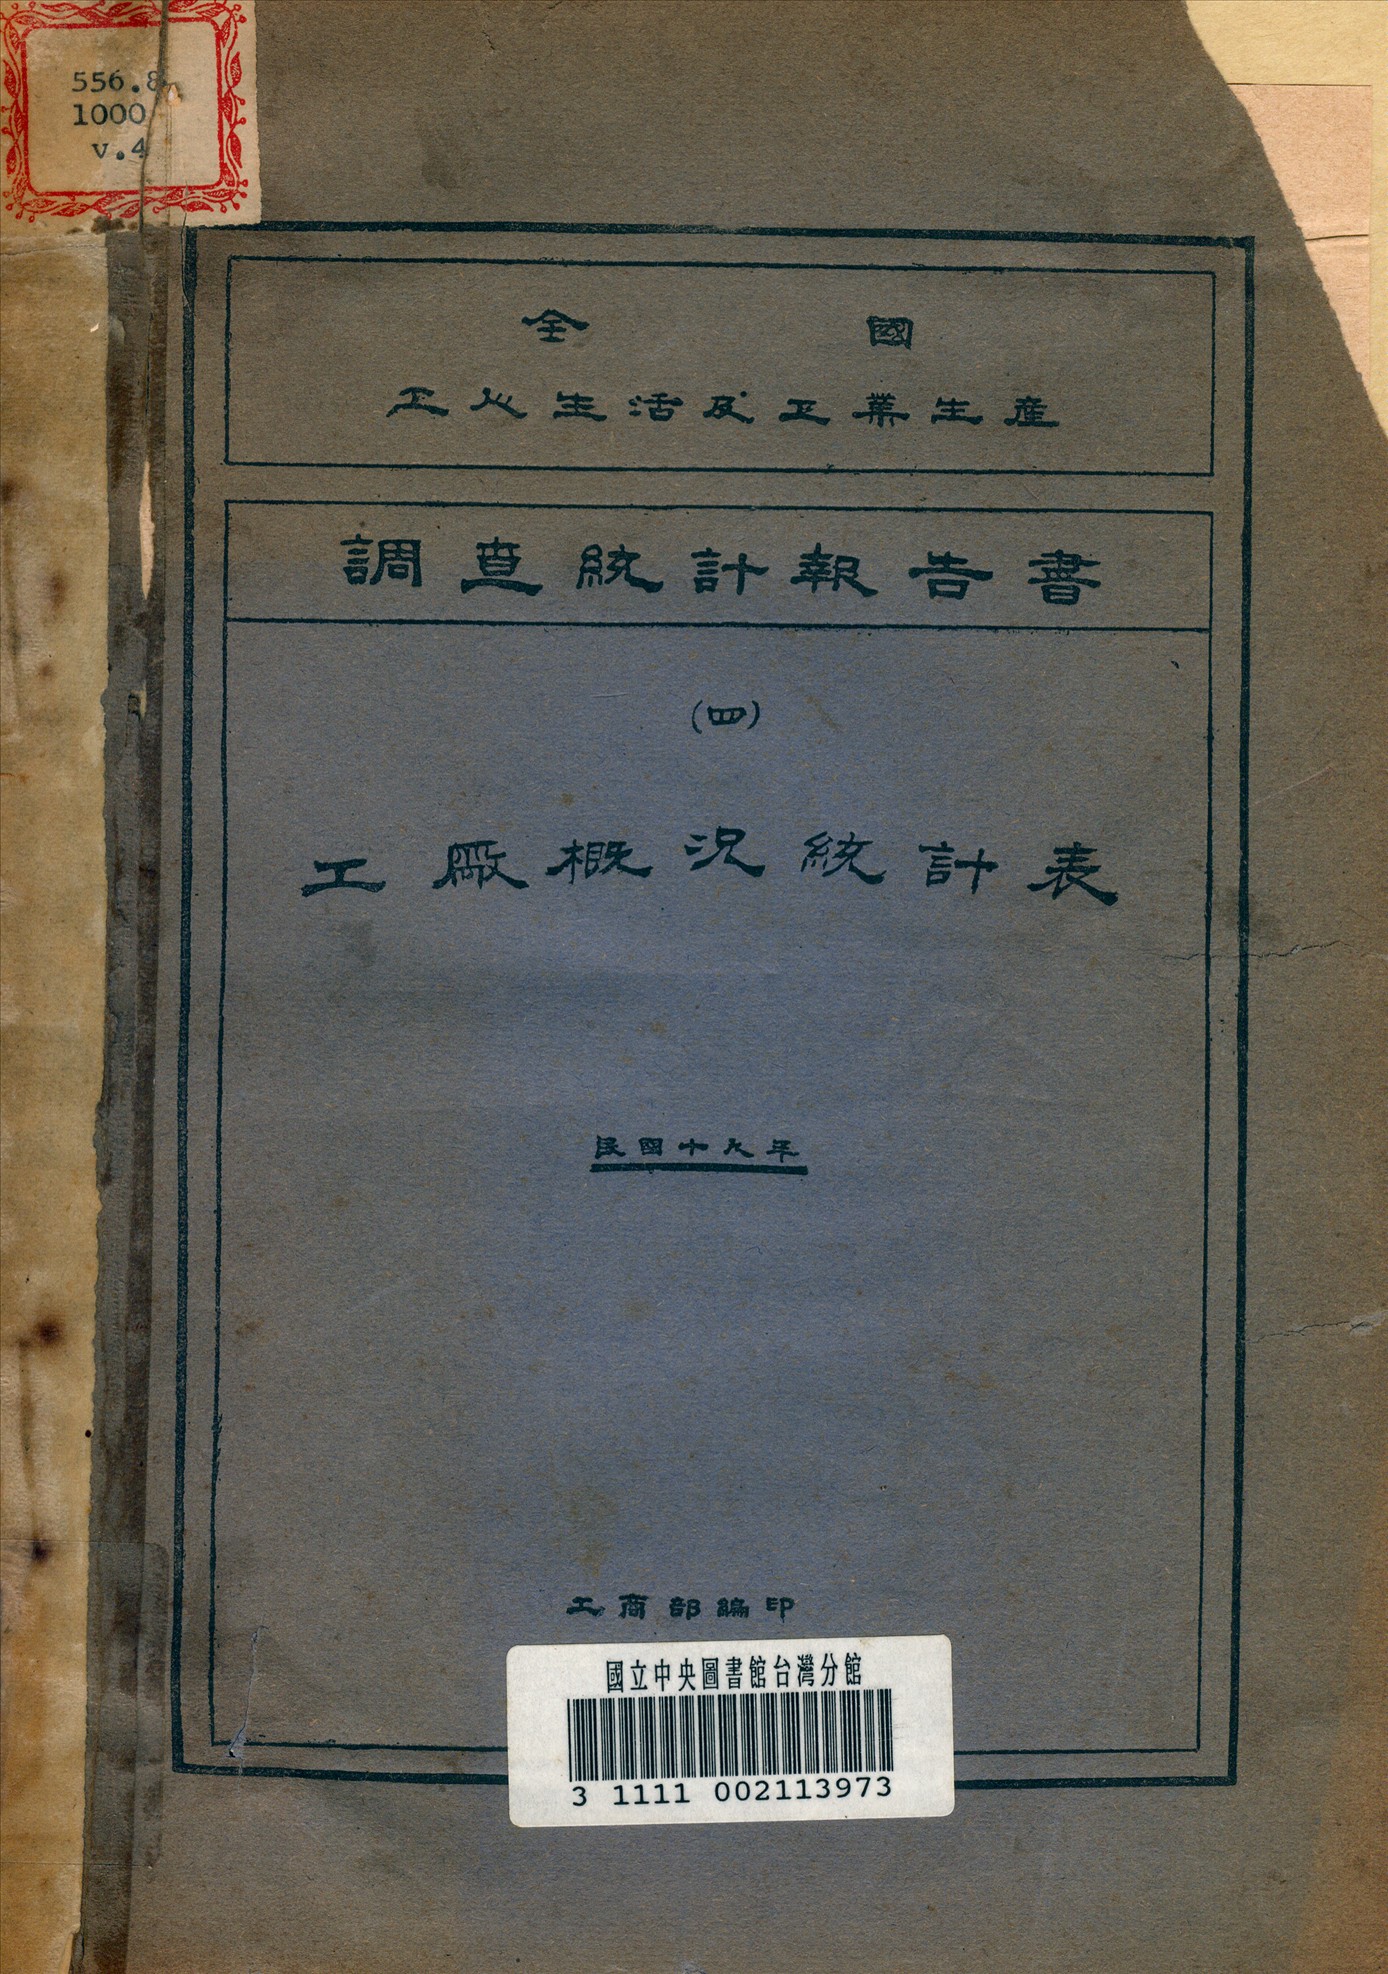 556.8
1000
v.4
全國
工人生活及工業生產
調查統計報告書
(四)
工厰概况統計表
民國十九年
工商部編印
國立中央圖書館台灣分館
3 1111 002113973